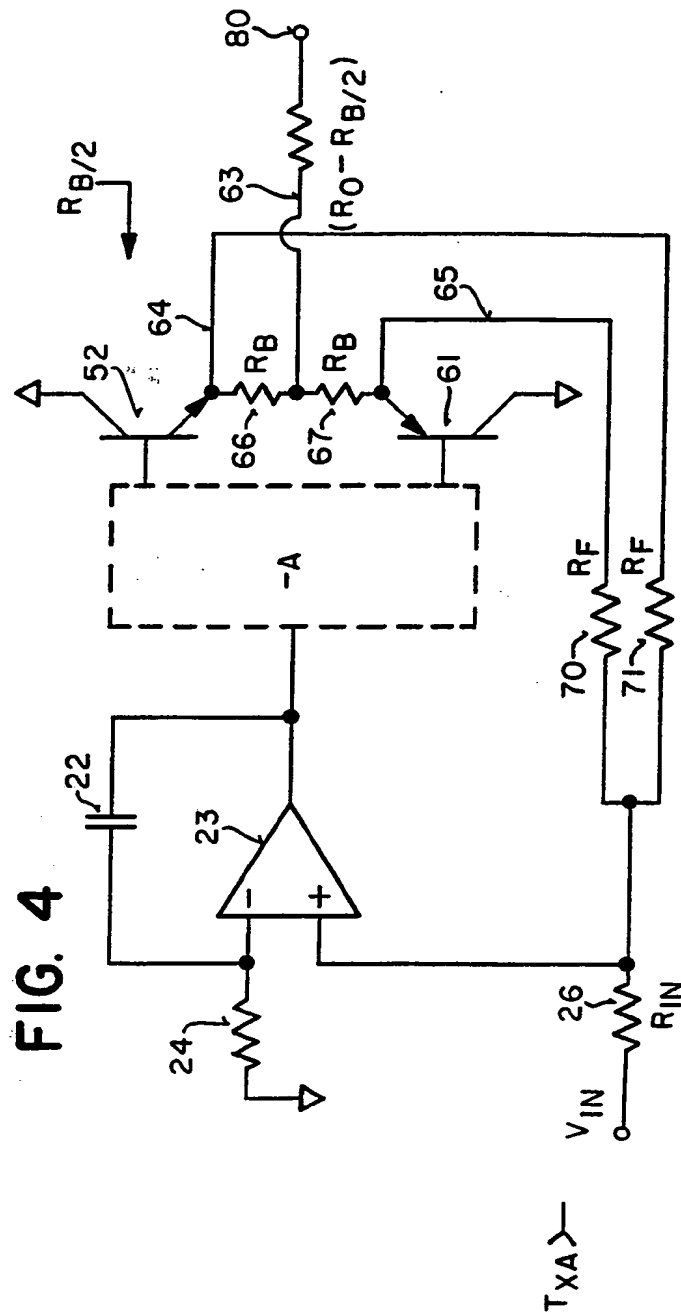 FIG. 4
22
23
24
-
+
-A
52
64
R_B/2
66
R_B
67
R_B
61
63
80
(R_O - R_B/2)
65
70
R_F
71
R_F
26
R_IN
V_IN
T_XA